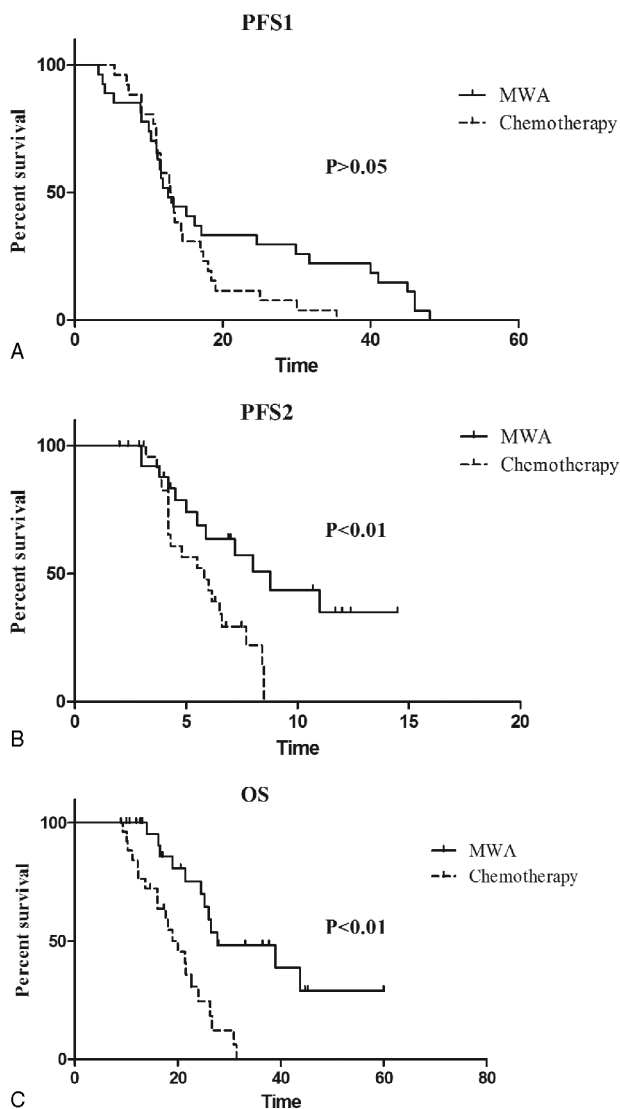 PFS1
Percent survival
100
50
0
MWA
Chemotherapy
P>0.05
0 20 40 60
Time
A
PFS2
Percent survival
100
50
0
MWA
Chemotherapy
P<0.01
0 5 10 15 20
Time
B
OS
Percent survival
100
50
0
MWA
Chemotherapy
P<0.01
0 20 40 60 80
Time
C